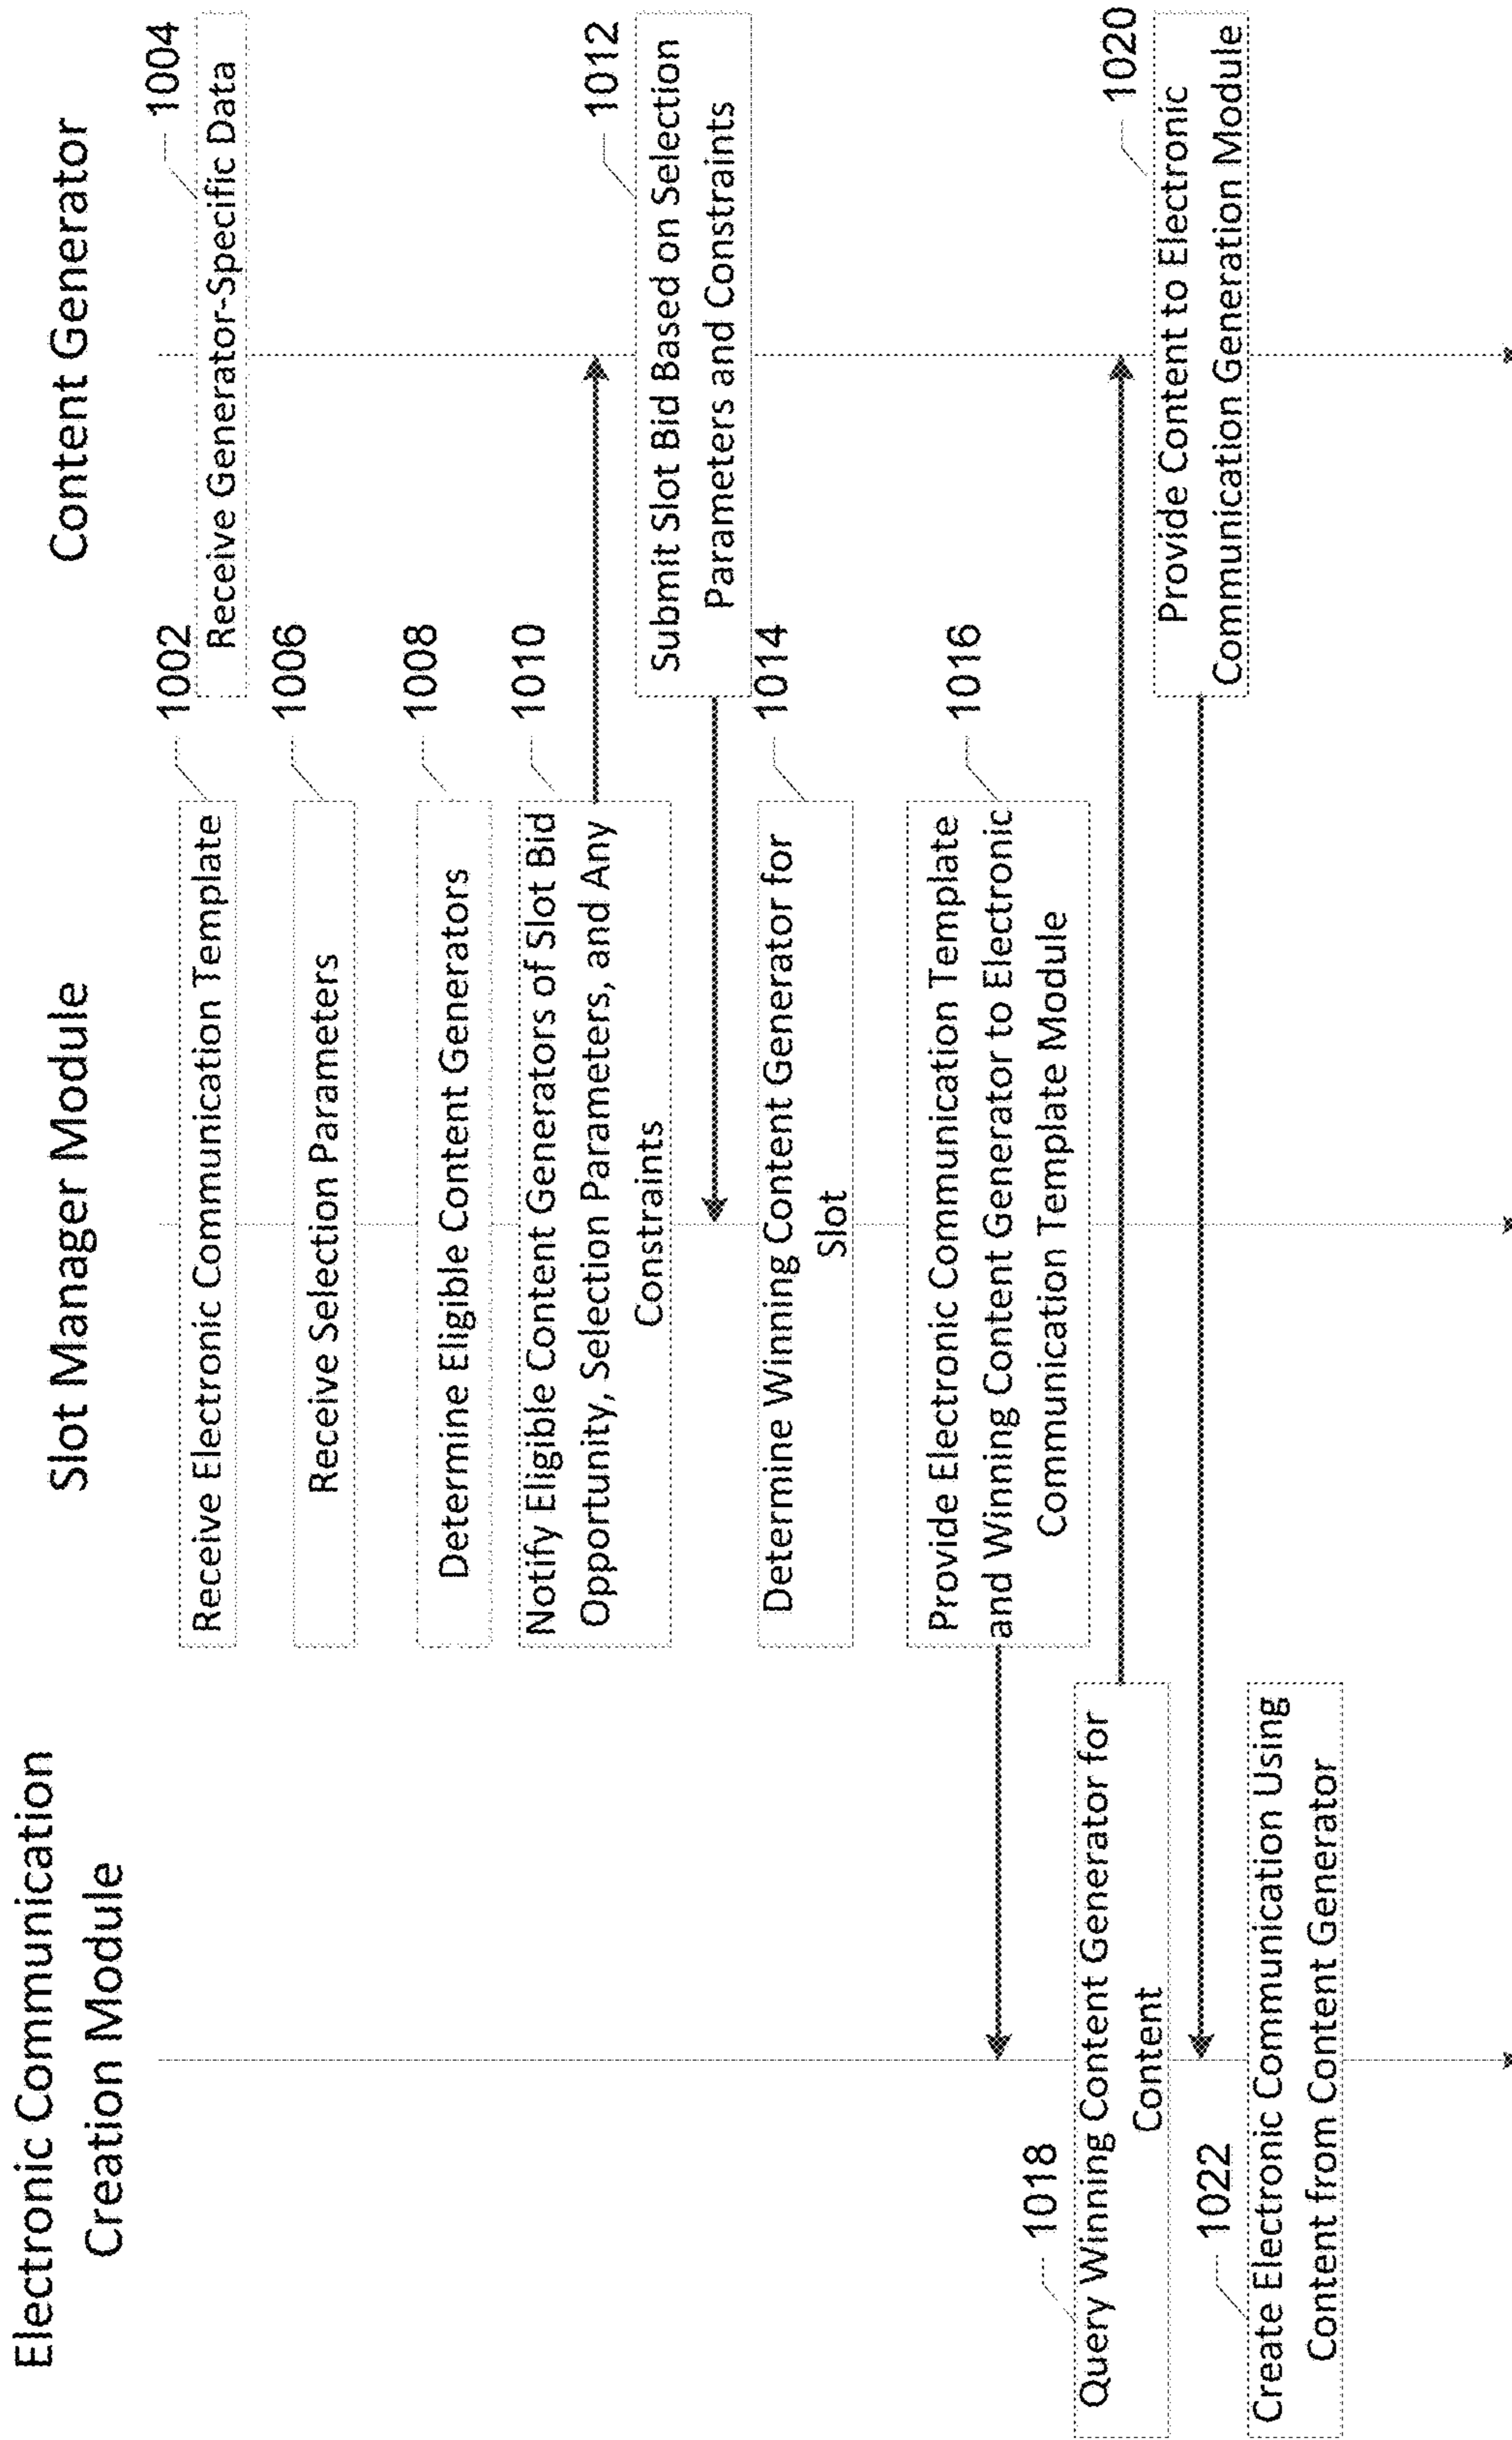 Electronic Communication
Creation Module
Slot Manager Module
Content Generator
1002
Receive Electronic Communication Template
1004
Receive Generator-Specific Data
1006
Receive Selection Parameters
1008
Determine Eligible Content Generators
1010
Notify Eligible Content Generators of Slot Bid
Opportunity, Selection Parameters, and Any
Constraints
1012
Submit Slot Bid Based on Selection
Parameters and Constraints
1014
Determine Winning Content Generator for
Slot
1016
Provide Electronic Communication Template
and Winning Content Generator to Electronic
Communication Template Module
1018
Query Winning Content Generator for
Content
1020
Provide Content to Electronic
Communication Generation Module
1022
Create Electronic Communication Using
Content from Content Generator